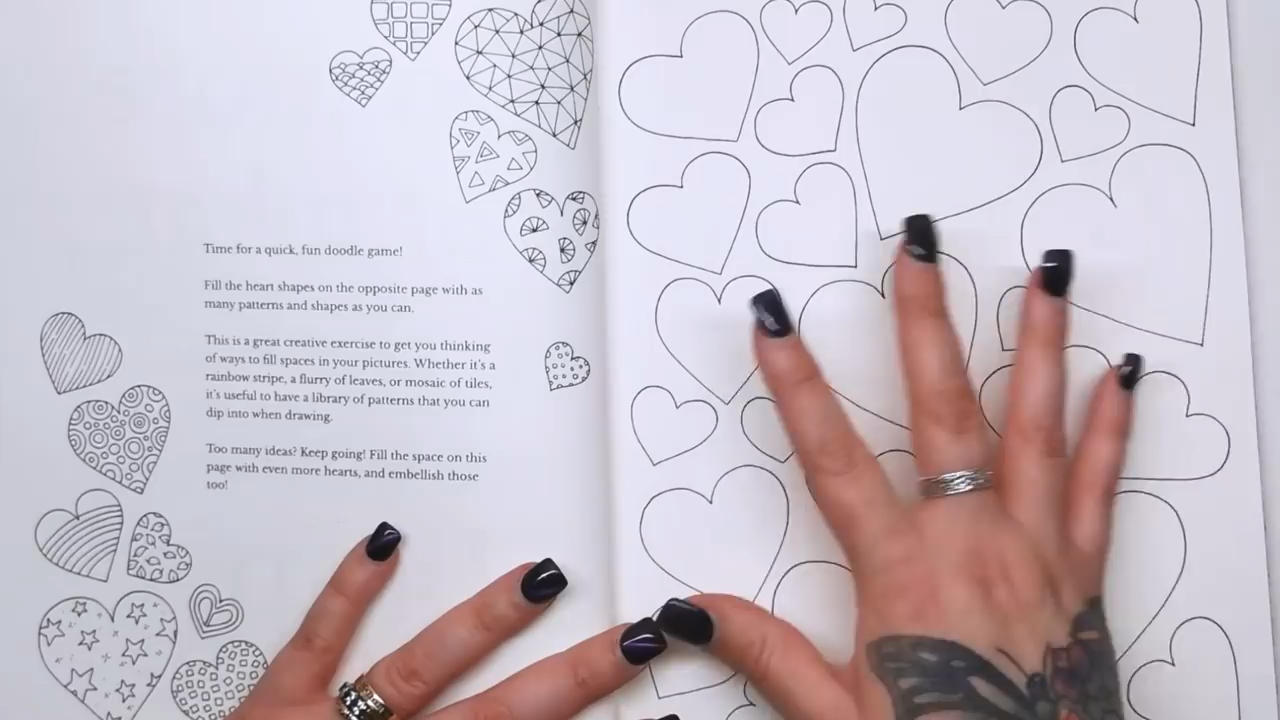 Time for a quick, fun doodle game!
Fill the heart shapes on the opposite page with as
many patterns and shapes as you can.
This is a great creative exercise to get you thinking
of ways to fill spaces in your pictures. Whether it's a
rainbow stripe, a flurry of leaves, or mosaic of tiles,
it's useful to have a library of patterns that you can
dip into when drawing.
Too many ideas? Keep going! Fill the space on this
page with even more hearts, and embellish those
too!